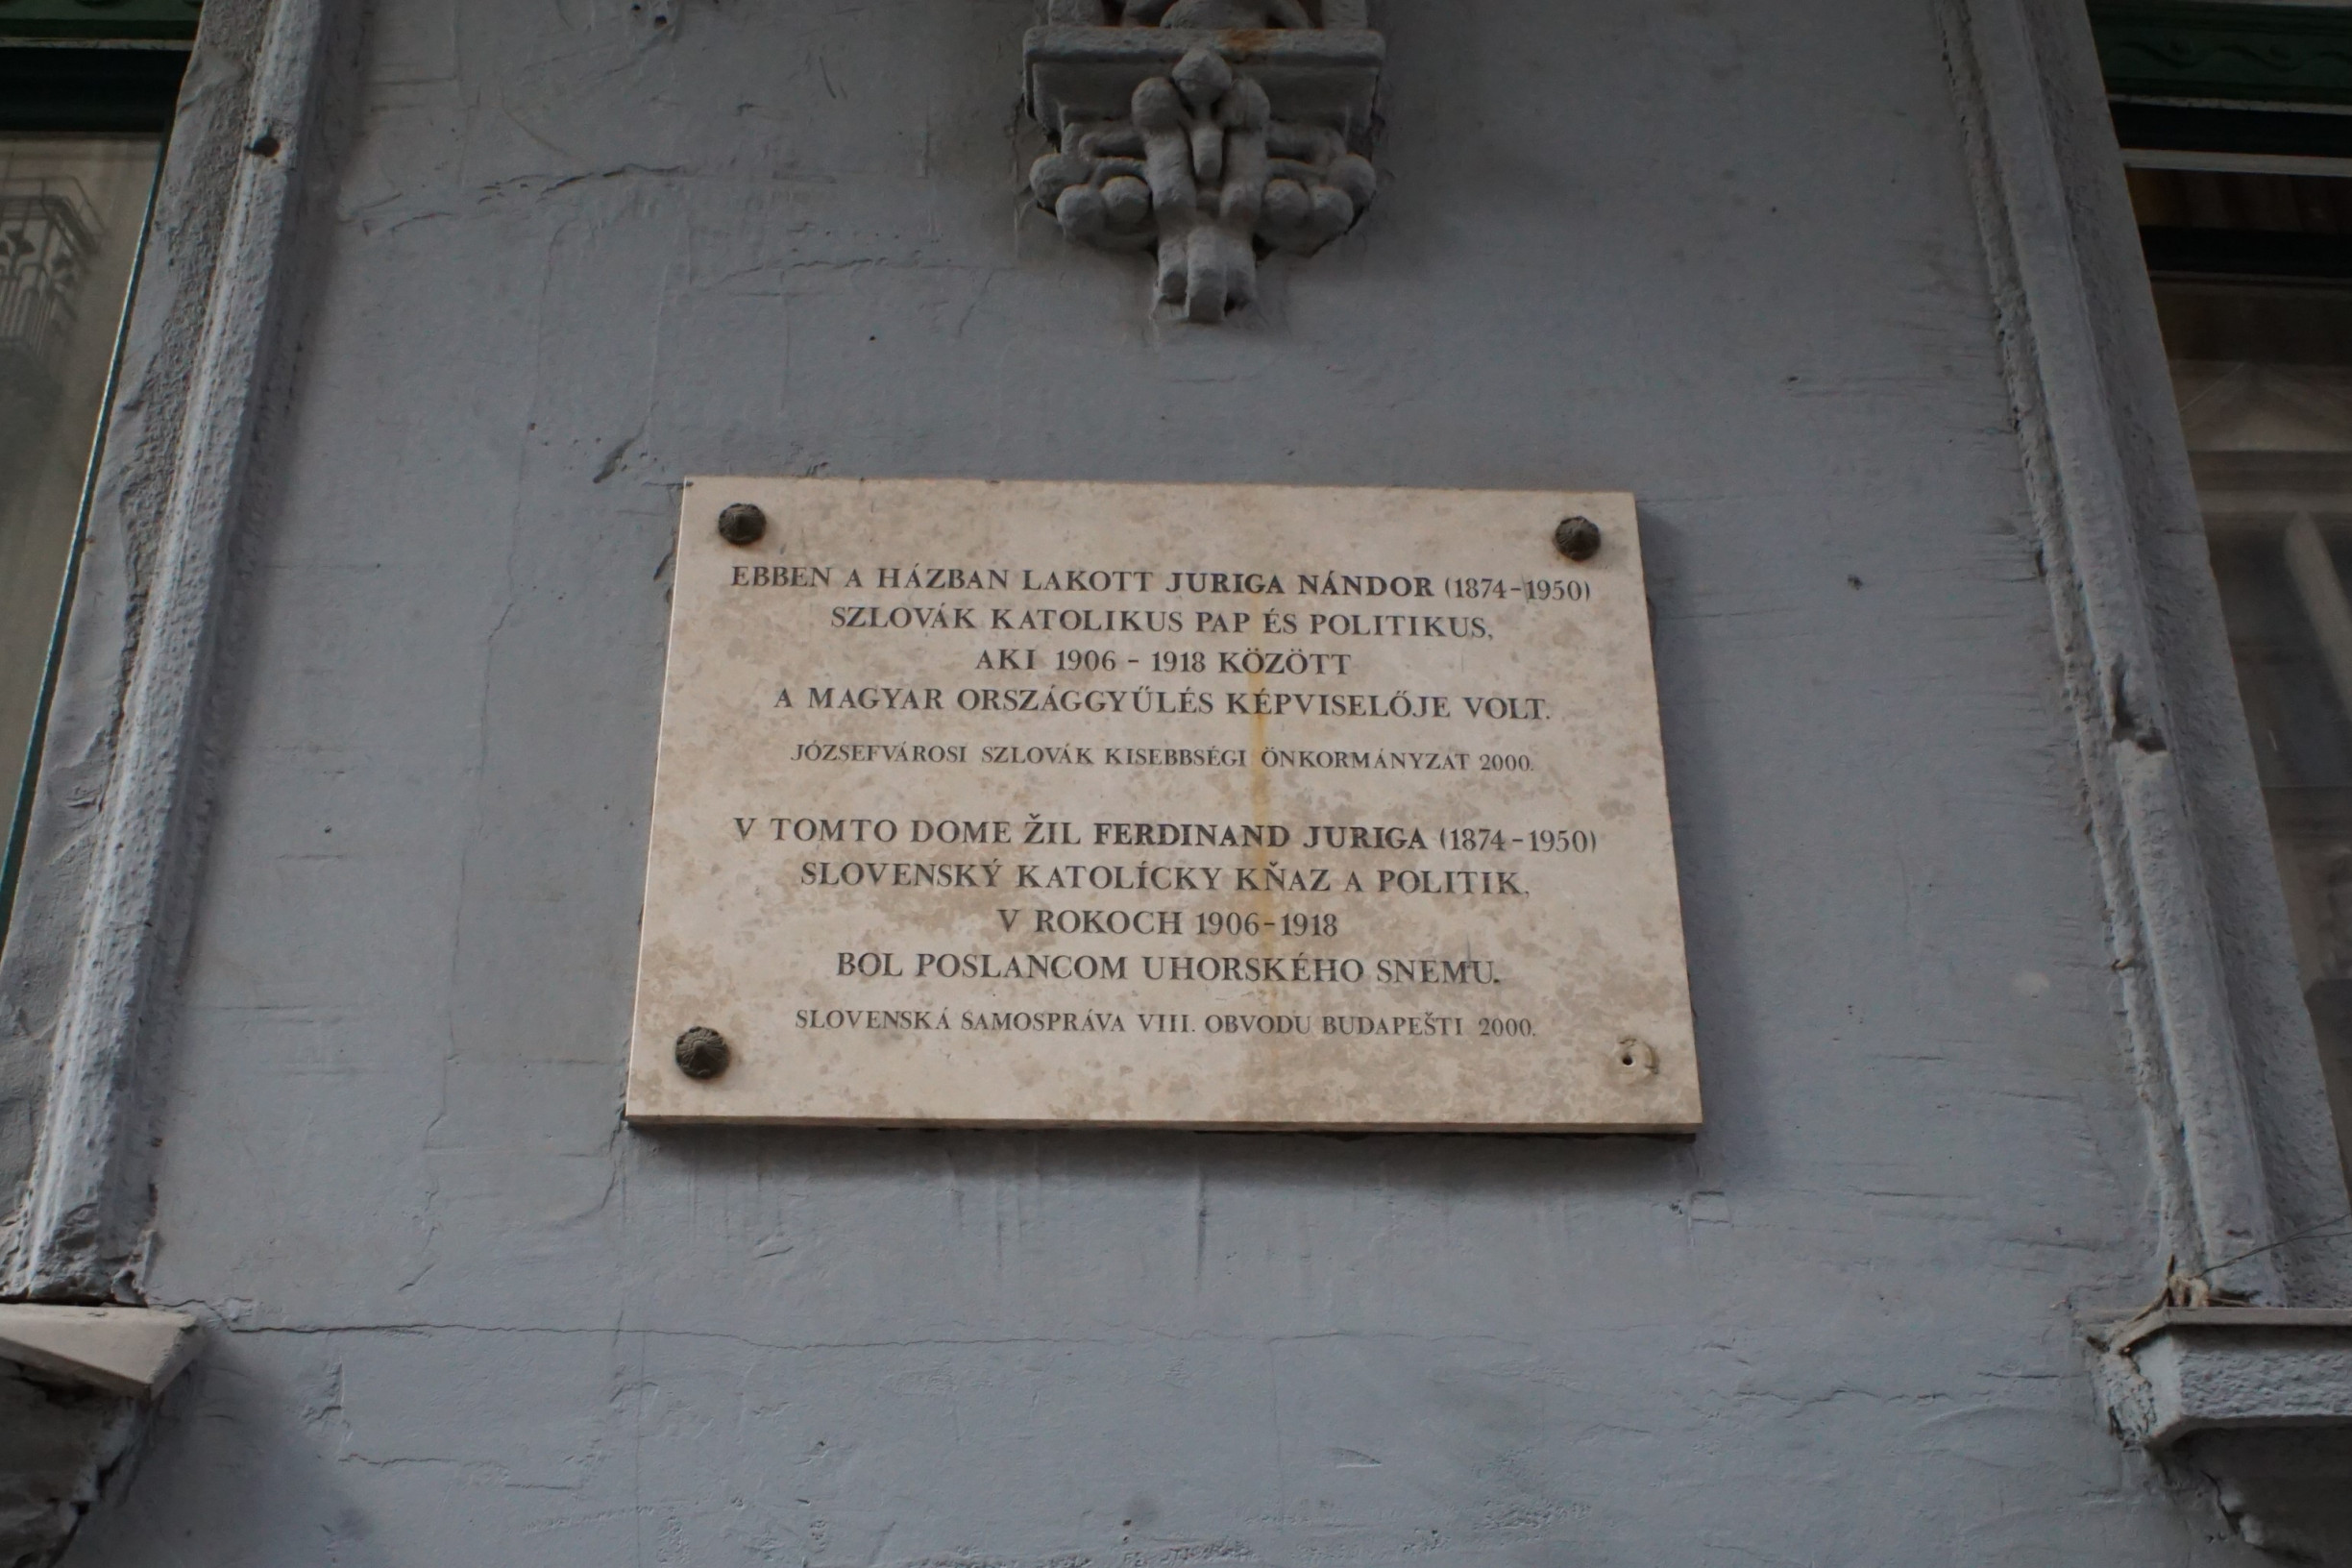 EBBEN A HÁZBAN LAKOTT JURIGA NÁNDOR (1874-1950)
SZLOVÁK KATOLIKUS PAP ÉS POLITIKUS,
AKI 1906 - 1918 KÖZÖTT
A MAGYAR ORSZÁGGYŰLÉS KÉPVISELŐJE VOLT.
JÓZSEFVÁROSI SZLOVÁK KISEBBSÉGI ÖNKORMÁNYZAT 2000.
V TOMTO DOME ŽIL FERDINAND JURIGA (1874-1950)
SLOVENSKÝ KATOLÍCKY KŇAZ A POLITIK,
V ROKOCH 1906-1918
BOL POSLANCOM UHORSKÉHO SNEMU.
SLOVENSKÁ SAMOSPRÁVA VIII. OBVODU BUDAPEŠTI 2000.